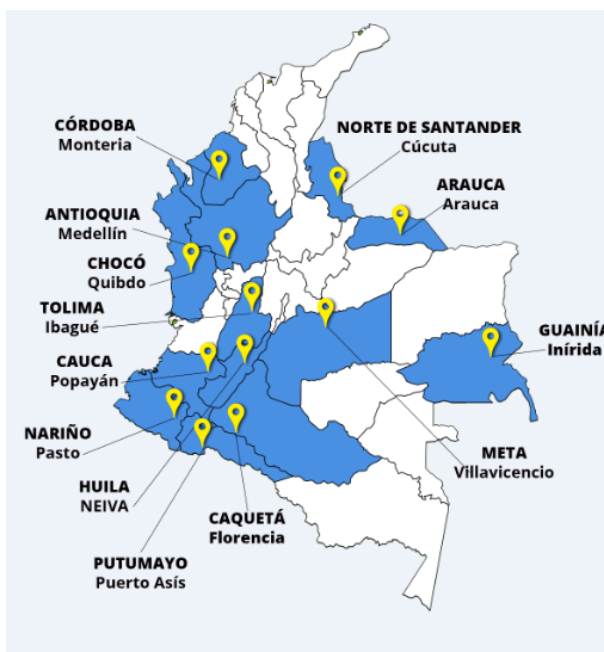 CÓRDOBA
Monteria
NORTE DE SANTANDER
Cúcuta
ARAUCA
Arauca
ANTIOQUIA
Medellín
CHOCÓ
Quibdo
TOLIMA
Ibagué
GUAINÍA
Inírida
CAUCA
Popayán
NARIÑO
Pasto
META
Villavicencio
HUILA
NEIVA
CAQUETÁ
Florencia
PUTUMAYO
Puerto Asís